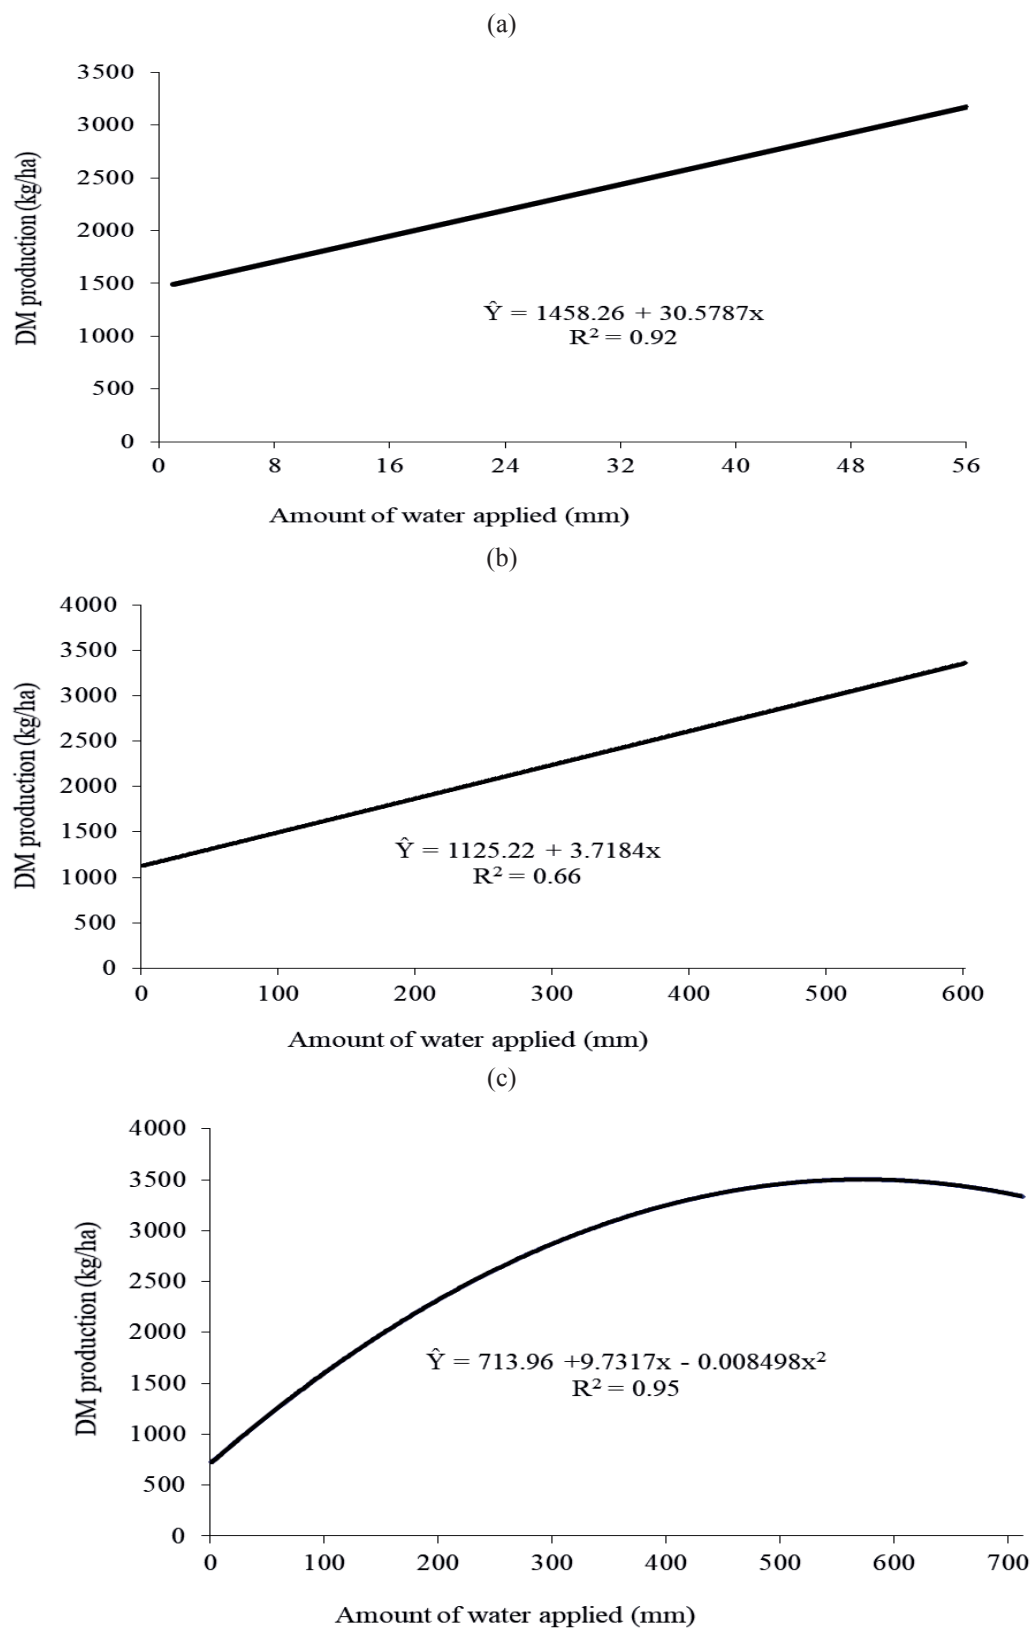 (a)
3500
3000
2500
2000
1500
1000
500
0
DM production (kg/ha)
Ŷ = 1458.26 + 30.5787x
R² = 0.92
0 8 16 24 32 40 48 56
Amount of water applied (mm)
(b)
4000
3500
3000
2500
2000
1500
1000
500
0
DM production (kg/ha)
Ŷ = 1125.22 + 3.7184x
R² = 0.66
0 100 200 300 400 500 600
Amount of water applied (mm)
(c)
4000
3500
3000
2500
2000
1500
1000
500
0
DM production (kg/ha)
Ŷ = 713.96 +9.7317x - 0.008498x²
R² = 0.95
0 100 200 300 400 500 600 700
Amount of water applied (mm)